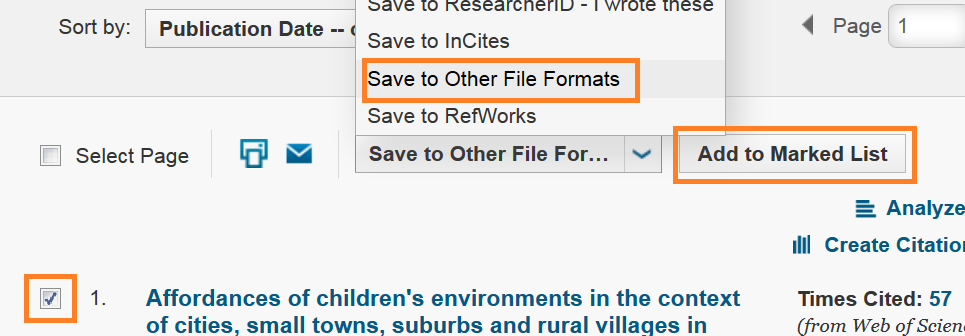 Save to ResearcherID - I wrote these
Sort by: Publication Date --
Page 1
Save to InCites
Save to Other File Formats
Save to RefWorks
Select Page
Save to Other File For...
Add to Marked List
Analyze
Create Citation
1. Affordances of children's environments in the context
of cities, small towns, suburbs and rural villages in
Times Cited: 57
(from Web of Scien